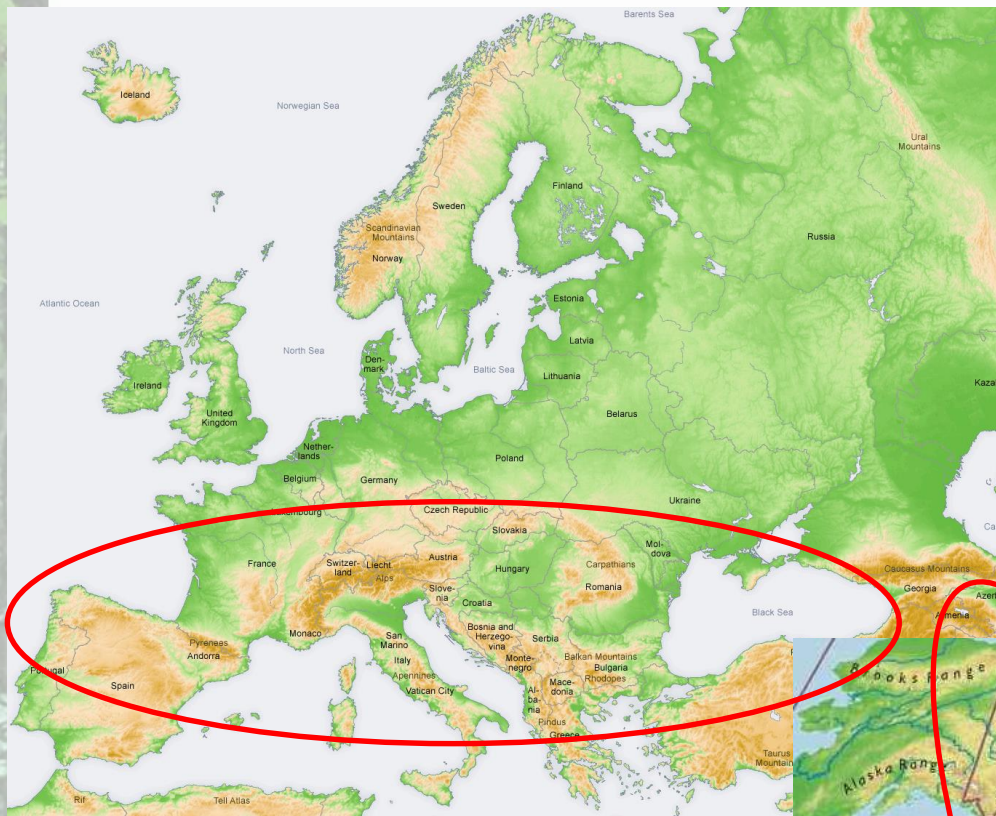 Barents Sea
Iceland
Norwegian Sea
Ural
Mountains
Finland
Sweden
Scandinavian
Mountains
Norway
Russia
Atlantic Ocean
Estonia
North Sea
Latvia
Den-
mark
Baltic Sea
Lithuania
Ireland
Kaza
United
Kingdom
Belarus
Nether-
lands
Poland
Belgium
Germany
Ukraine
Czech Republic
Slovakia
Ca
Mol-
dova
France
Switzer-
land
Liecht
Austria
Alps
Hungary
Carpathians
Romania
Caucasus Mountains
Georgia
Azer
Armenia
Slove-
nia
Croatia
Black Sea
Monaco
San
Marino
Bosnia and
Herzego-
vina
Serbia
Pyrenees
Andorra
Italy
Monte-
negro
Balkan Mountains
Bulgaria
Rhodopes
Portugal
Spain
Apennines
Vatican City
Al-
ba-
nia
Mace-
donia
Pindus
Greece
Taurus
Mountain
Rif
Tell Atlas
Brooks Range
Alaska Rang